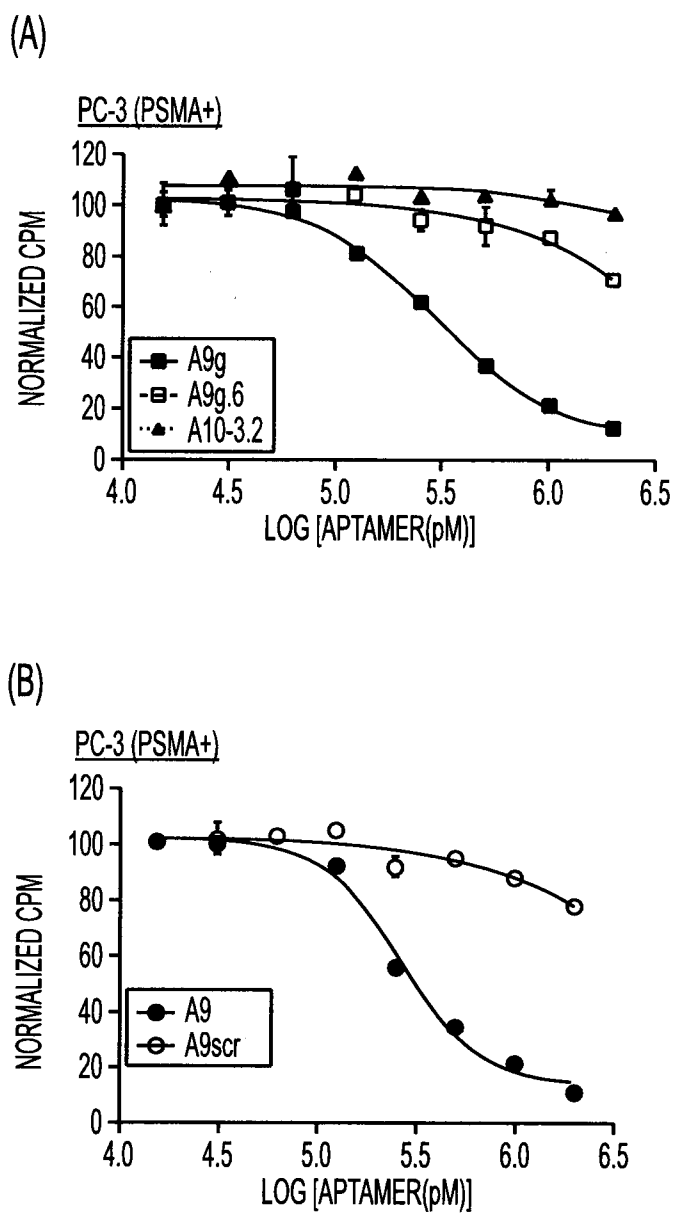 (A)
PC-3 (PSMA+)
120
100
80
60
40
20
0
NORMALIZED CPM
A9g
A9g.6
A10-3.2
4.0 4.5 5.0 5.5 6.0 6.5
LOG [APTAMER(pM)]
(B)
PC-3 (PSMA+)
120
100
80
60
40
20
0
NORMALIZED CPM
A9
A9scr
4.0 4.5 5.0 5.5 6.0 6.5
LOG [APTAMER(pM)]